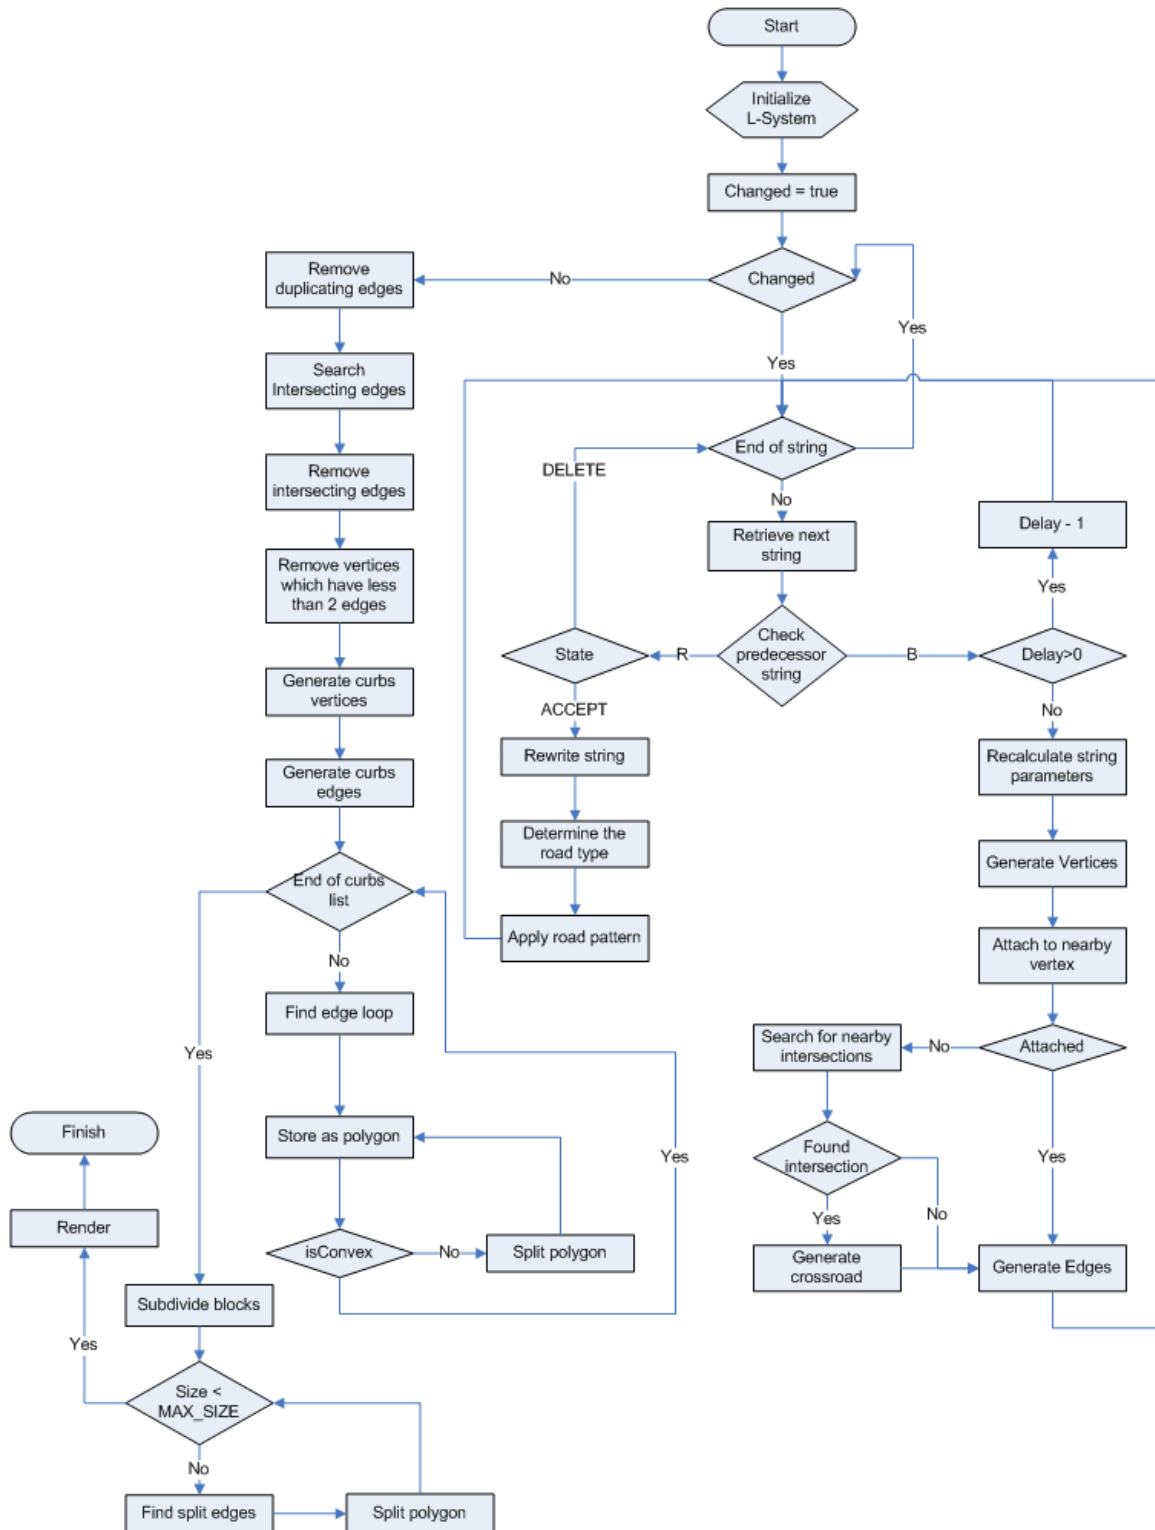 Start
Initialize
L-System
Changed = true
Changed
No
Yes
Yes
Remove
duplicating edges
Search
Intersecting edges
Remove
intersecting edges
Remove vertices
which have less
than 2 edges
Generate curbs
vertices
Generate curbs
edges
End of curbs
list
No
Yes
Find edge loop
Store as polygon
isConvex
No
Split polygon
Yes
Subdivide blocks
Size <
MAX_SIZE
No
Find split edges
Split polygon
Yes
Render
Finish
End of string
No
Retrieve next
string
Check
predecessor
string
R
B
State
DELETE
ACCEPT
Rewrite string
Determine the
road type
Apply road pattern
Delay>0
Yes
Delay - 1
No
Recalculate string
parameters
Generate Vertices
Attach to nearby
vertex
Attached
No
Yes
Search for nearby
intersections
Found
intersection
Yes
No
Generate
crossroad
Generate Edges